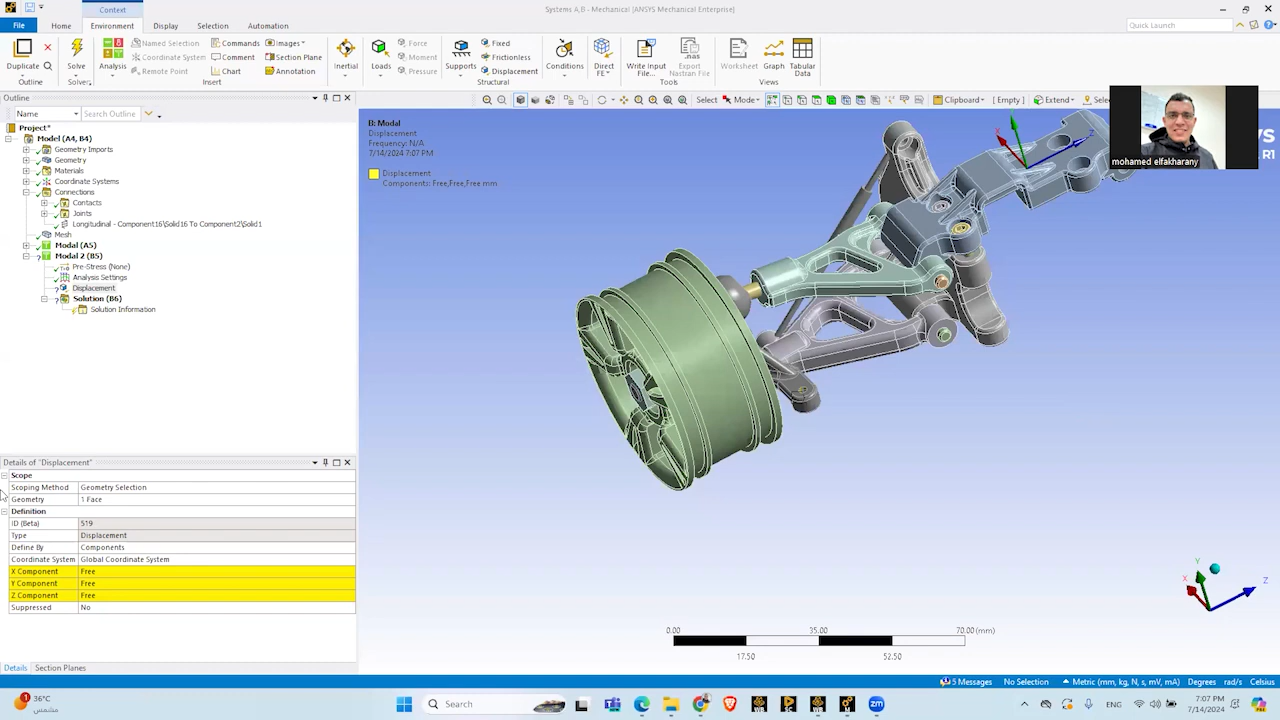 Context
Systems A,B - Mechanical [ANSYS Mechanical Enterprise]
File Home Environment Display Selection Automation
Quick Launch
Duplicate Solve Analysis Named Selection Commands Images Inertial Loads Force Supports Fixed Conditions Direct FE Write Input File... Export Nastran File Worksheet Graph Tabular Data
Coordinate System Comment Section Plane Moment Frictionless
Remote Point Chart Annotation Pressure Displacement
Outline Solver Insert Structural Tools Views
Outline
Name Search Outline
Select Mode Clipboard [ Empty ] Extend Selec
Project*
Model (A4, B4)
Geometry Imports
Geometry
Materials
Coordinate Systems
Connections
Contacts
Joints
Longitudinal - Component16\Solid16 To Component2\Solid1
Mesh
Modal (A5)
Modal 2 (B5)
Pre-Stress (None)
Analysis Settings
Displacement
Solution (B6)
Solution Information
B: Modal
Displacement
Frequency: N/A
7/14/2024 7:07 PM
Displacement
Components: Free,Free,Free mm
mohamed elfakharany
R1
X Y Z
Details of "Displacement"
Scope
Scoping Method Geometry Selection
Geometry 1 Face
Definition
ID (Beta) 519
Type Displacement
Define By Components
Coordinate System Global Coordinate System
X Component Free
Y Component Free
Z Component Free
Suppressed No
0.00 35.00 70.00 (mm)
17.50 52.50
Details Section Planes
5 Messages No Selection Metric (mm, kg, N, s, mV, mA) Degrees rad/s Celsius
36°C
مشمس
Search
ENG
7:07 PM
7/14/2024